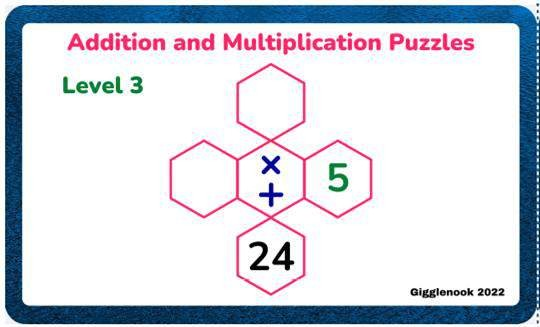 Addition and Multiplication Puzzles
Level 3
×
+
5
24
Gigglenook 2022